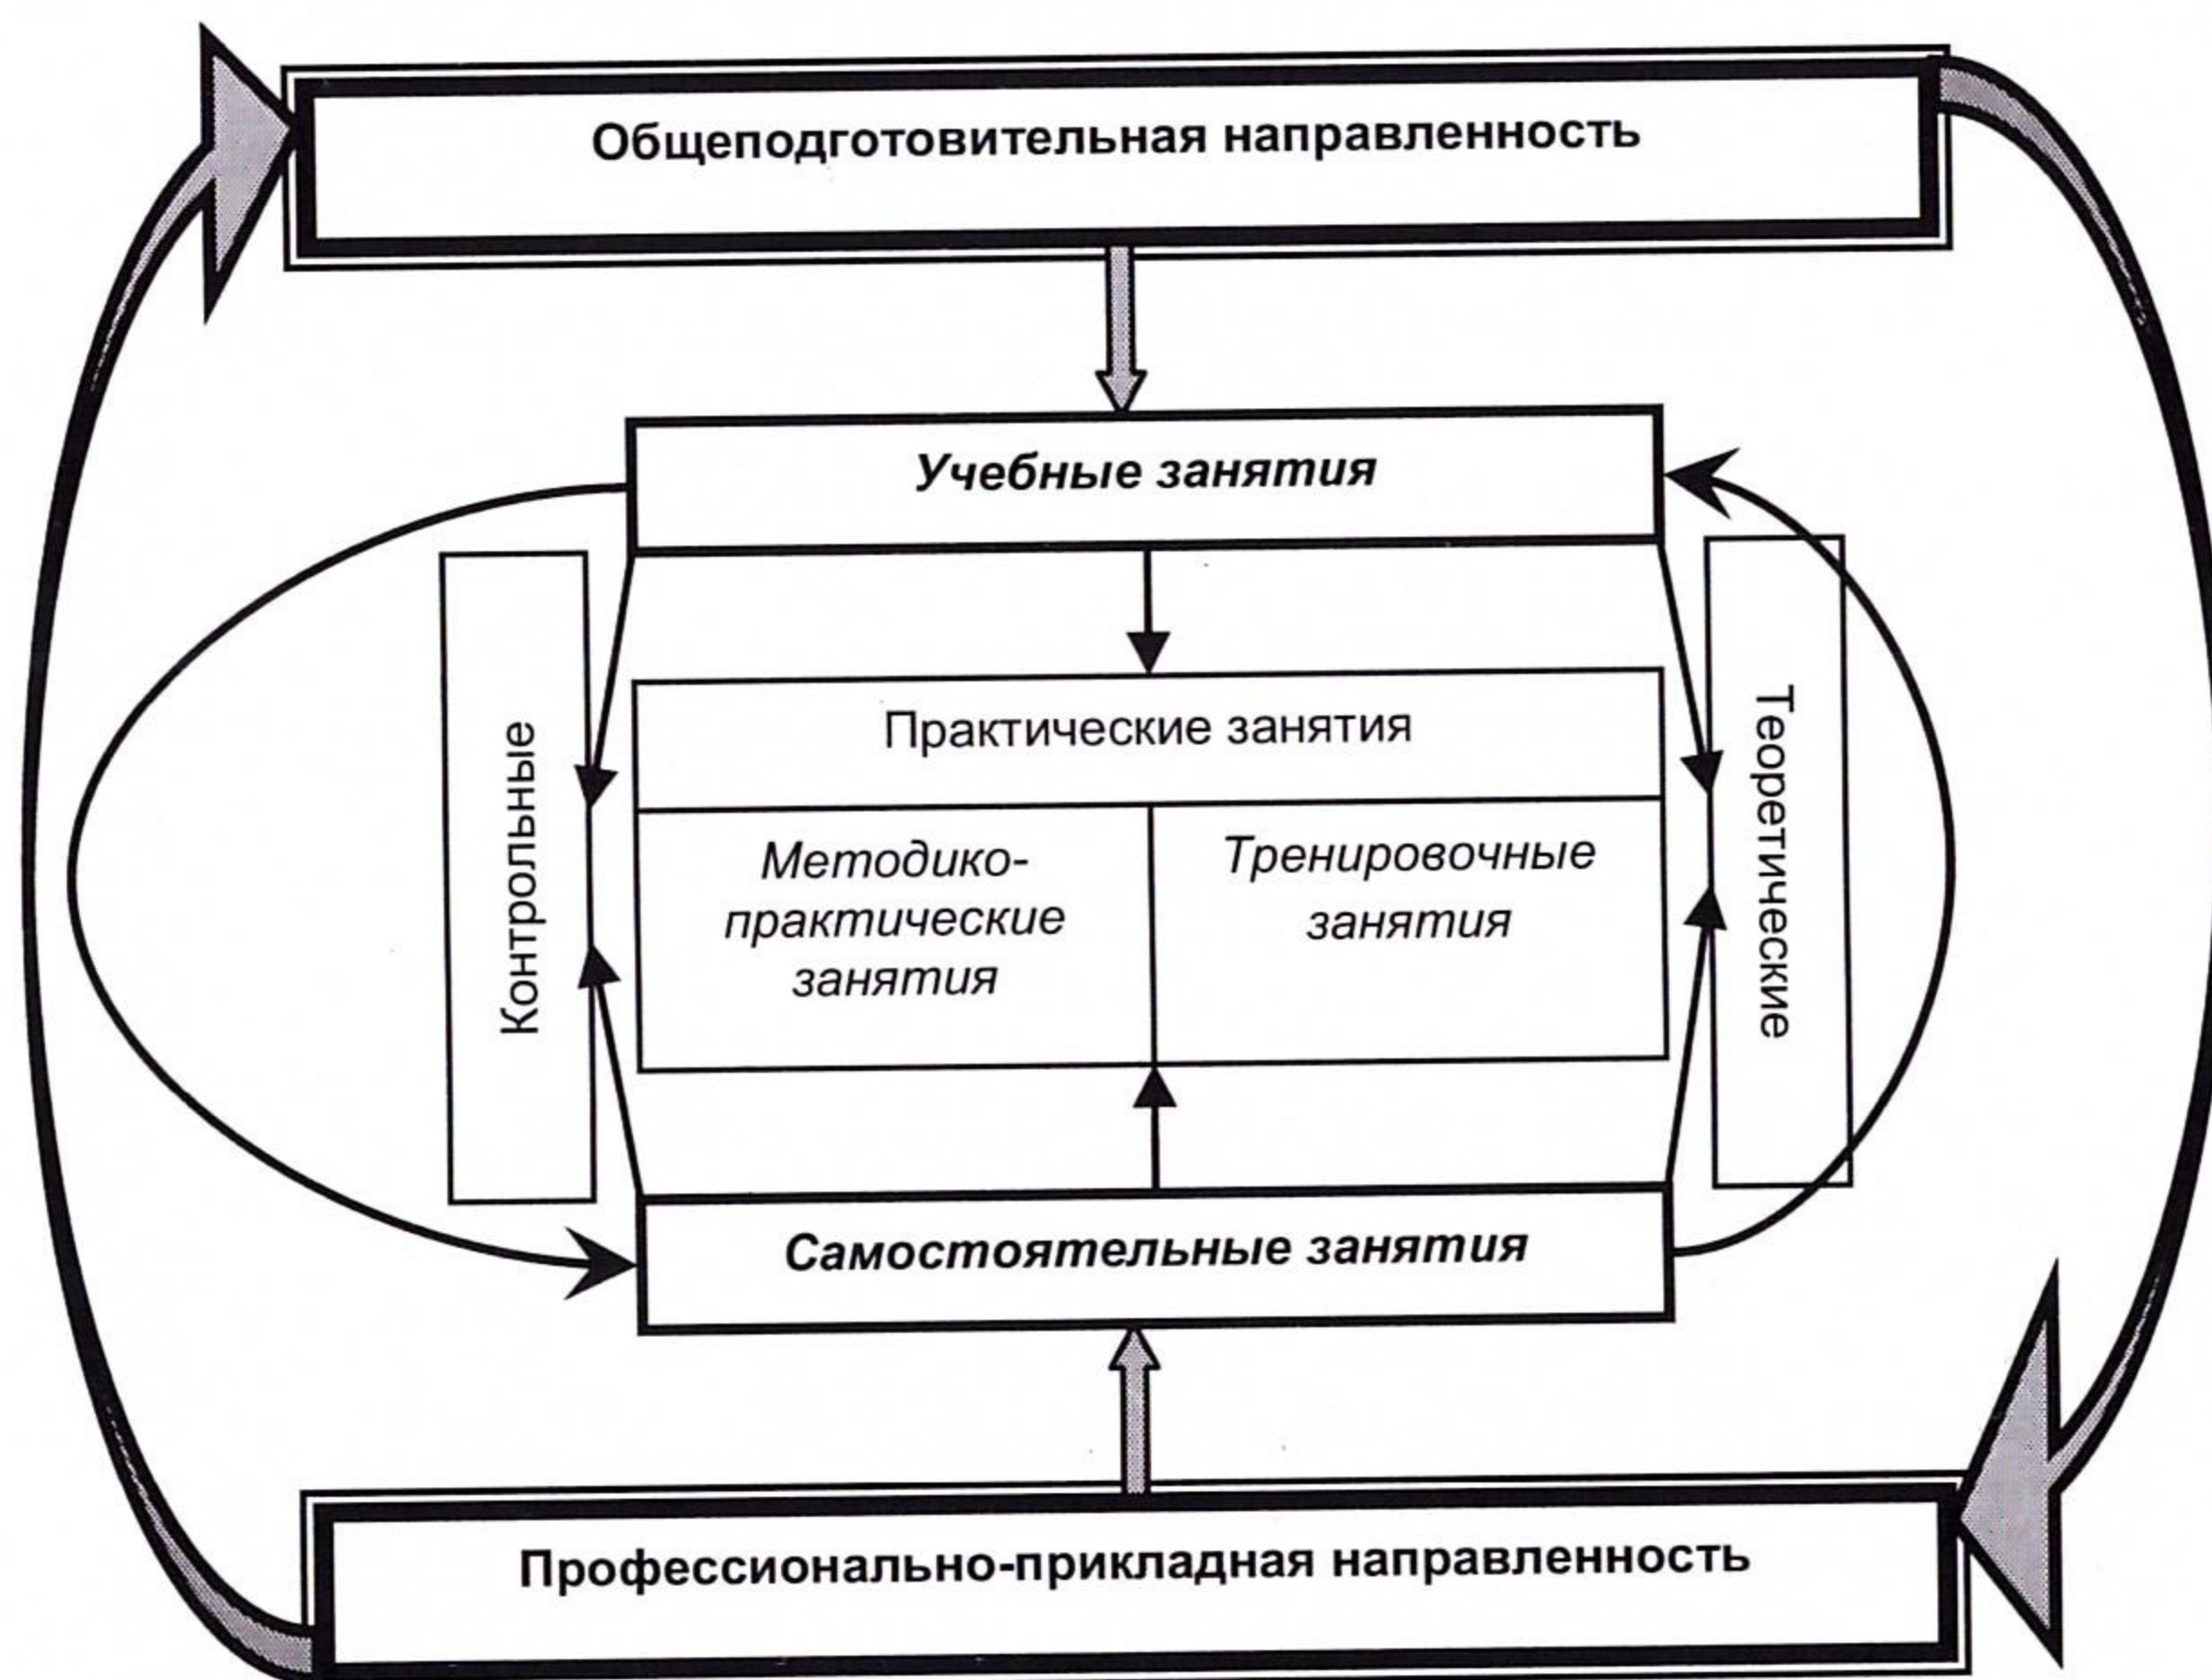 Общеподготовительная направленность
Учебные занятия
Контрольные
Практические занятия
Методико-
практические
занятия
Тренировочные
занятия
Теоретические
Самостоятельные занятия
Профессионально-прикладная направленность